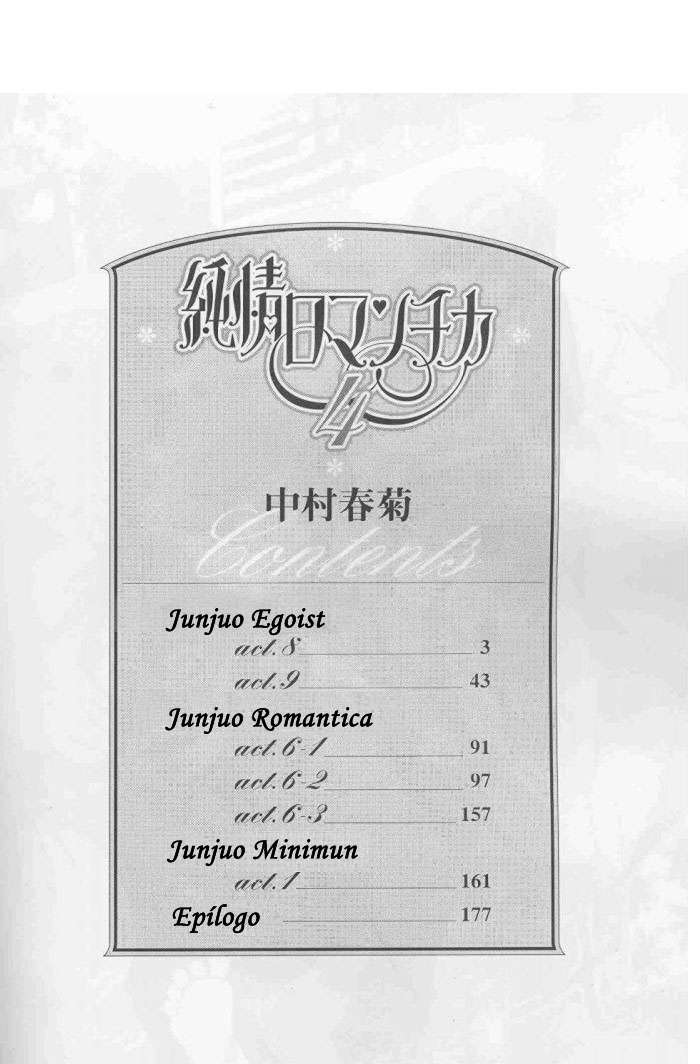 純情ロマンチカ
4
中村春菊
Contents
Junjuo Egoist
act.8 3
act.9 43
Junjuo Romantica
act.6-1 91
act.6-2 97
act.6-3 157
Junjuo Minimun
act.1 161
Epílogo 177